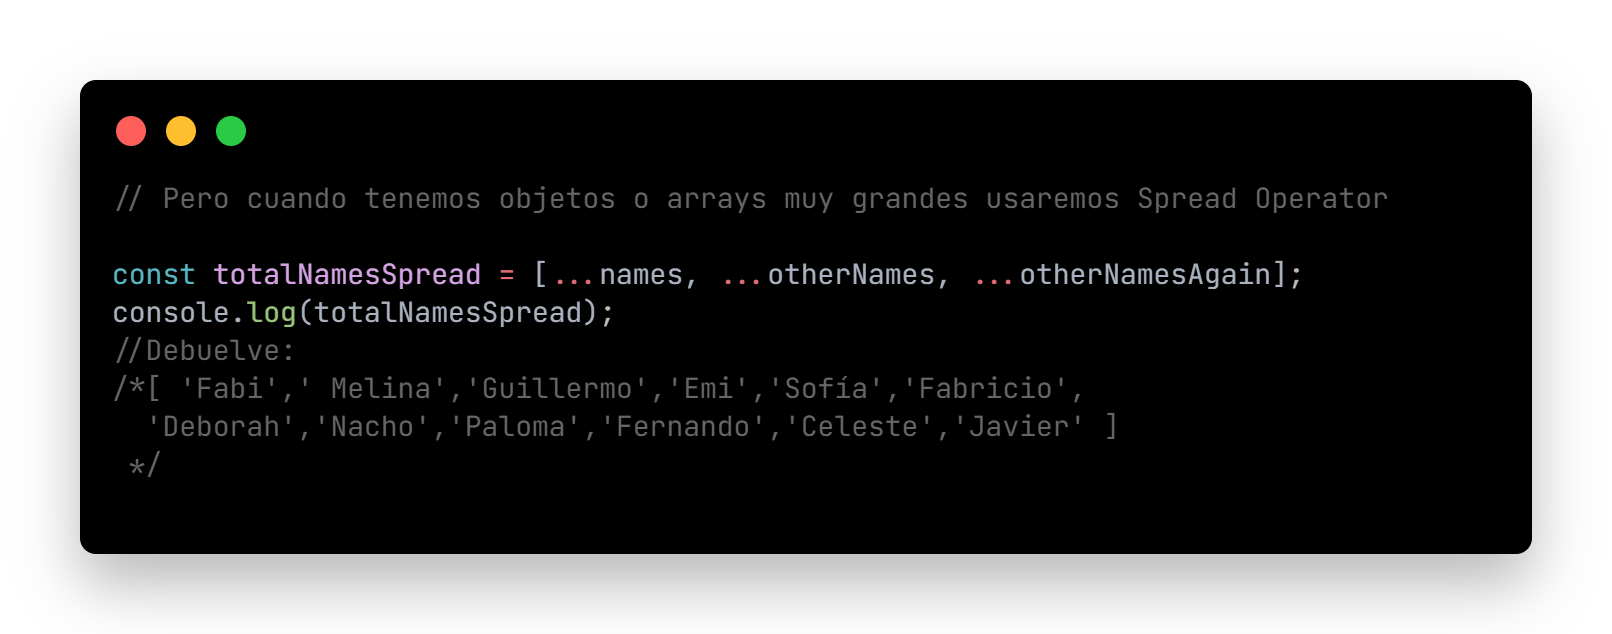 // Pero cuando tenemos objetos o arrays muy grandes usaremos Spread Operator
const totalNamesSpread = [...names, ...otherNames, ...otherNamesAgain];
console.log(totalNamesSpread);
//Debuelve:
/*[ 'Fabi',' Melina','Guillermo','Emi','Sofía','Fabricio',
  'Deborah','Nacho','Paloma','Fernando','Celeste','Javier' ]
 */